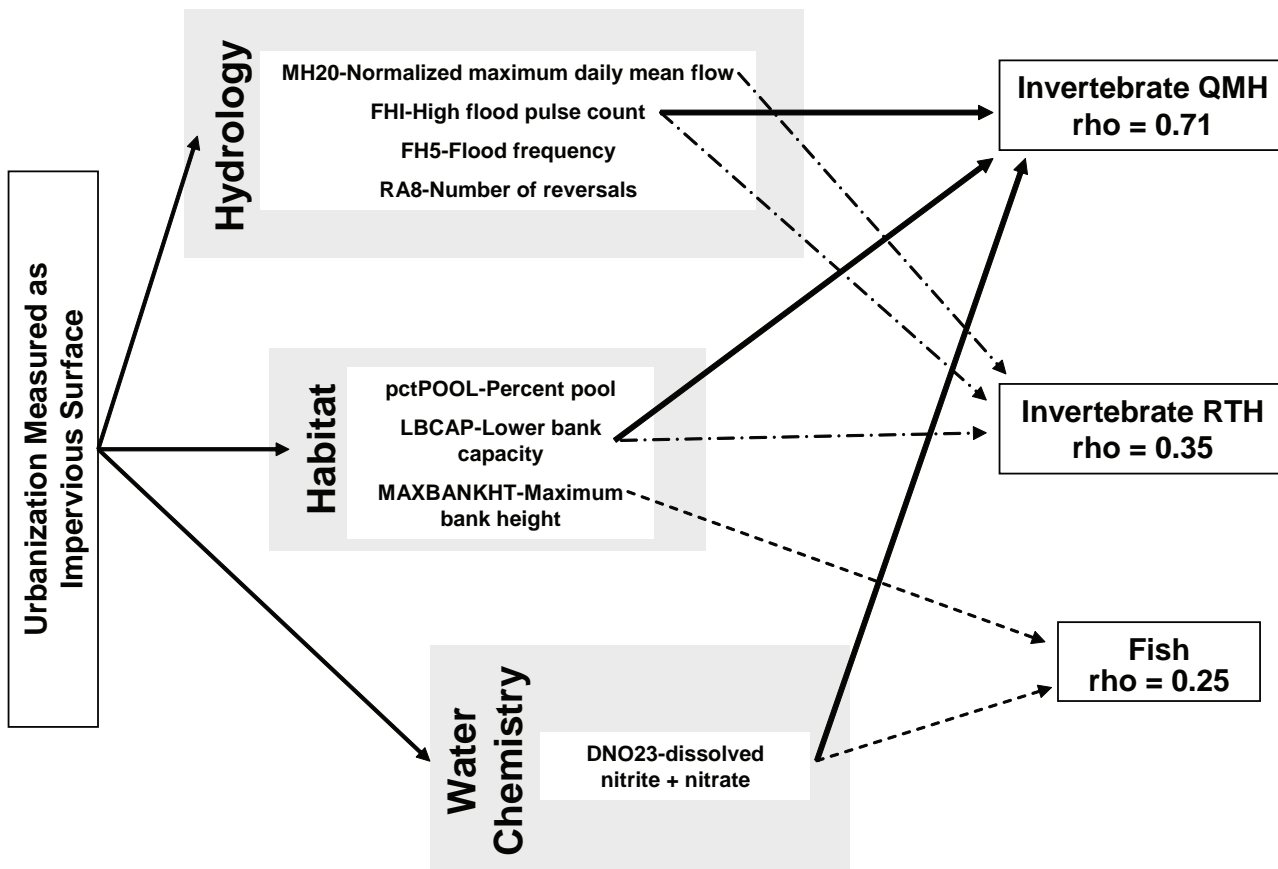 Urbanization Measured as
Impervious Surface
Hydrology
MH20-Normalized maximum daily mean flow
FHI-High flood pulse count
FH5-Flood frequency
RA8-Number of reversals
Habitat
pctPOOL-Percent pool
LBCAP-Lower bank
capacity
MAXBANKHT-Maximum
bank height
Water
Chemistry
DNO23-dissolved
nitrite + nitrate
Invertebrate QMH
rho = 0.71
Invertebrate RTH
rho = 0.35
Fish
rho = 0.25